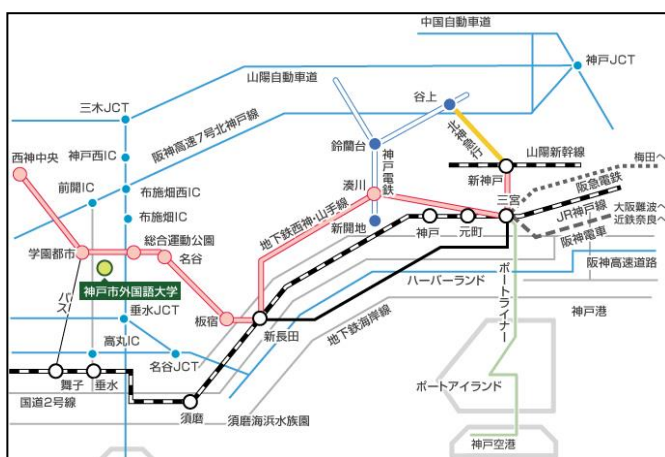 中国自動車道
神戸JCT
山陽自動車道
谷上
三木JCT
阪神高速7号北神戸線
北神急行
鈴蘭台
神戸電鉄
西神中央
神戸西IC
山陽新幹線
梅田へ
新神戸
阪急電鉄
前開IC
布施畑西IC
湊川
三宮
JR神戸線
大阪難波へ
近鉄奈良へ
布施畑IC
地下鉄西神・山手線
新開地
神戸
元町
阪神電車
学園都市
総合運動公園
名谷
阪神高速道路
ハーバーランド
ポートライナー
神戸市外国語大学
バス
垂水JCT
板宿
新長田
地下鉄海岸線
神戸港
高丸IC
名谷JCT
舞子
垂水
ポートアイランド
国道2号線
須磨
須磨海浜水族園
神戸空港